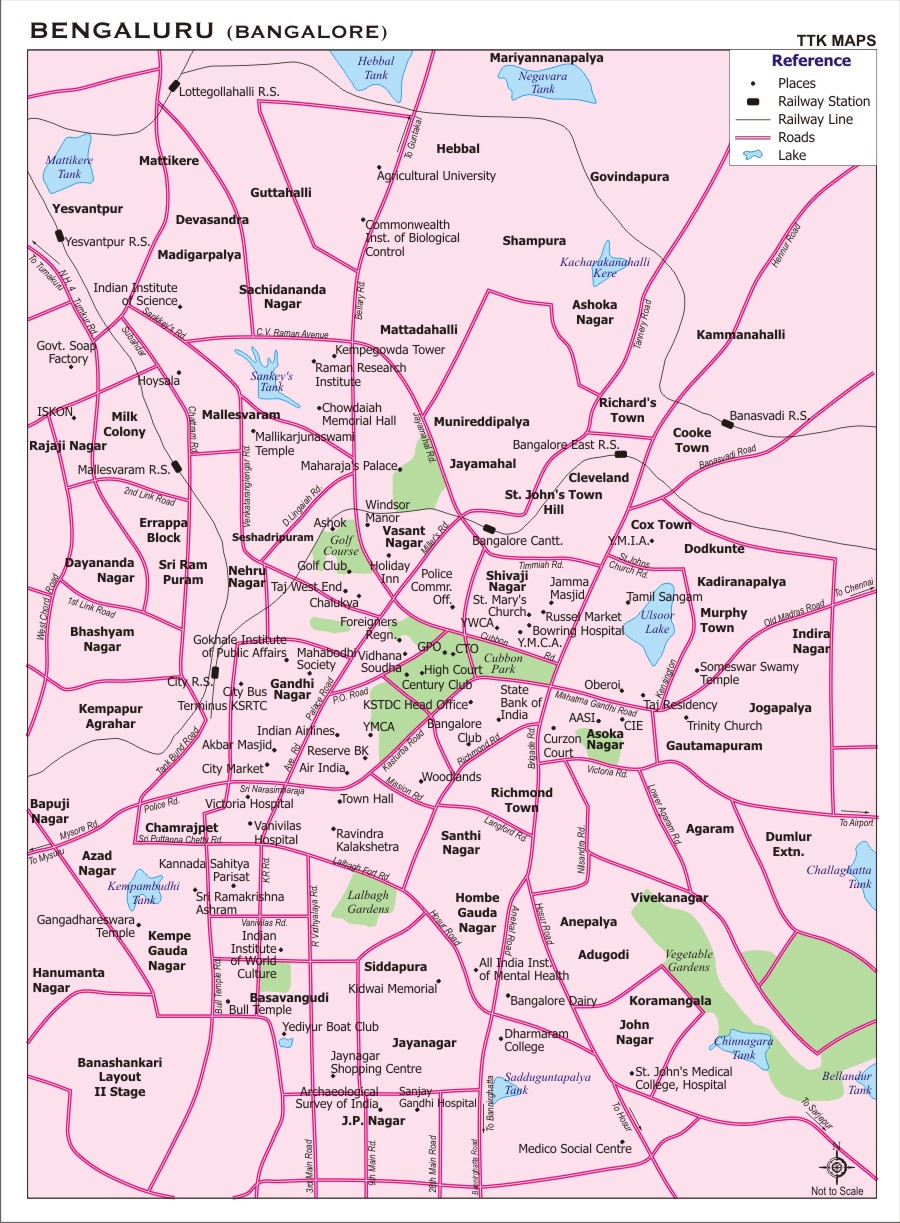 BENGALURU (BANGALORE)
TTK MAPS
Reference
Places
Railway Station
Railway Line
Roads
Lake
Hebbal
Tank
Mariyannanapalya
Negavara
Tank
Lottegollahalli R.S.
To Guntakal
Mattikere
Tank
Mattikere
Hebbal
Agricultural University
Govindapura
Guttahalli
Yesvantpur
Devasandra
Commonwealth
Inst. of Biological
Control
Yesvantpur R.S.
Shampura
Hennur Road
Madigarpalya
Kacharakanahalli
Kere
To Tumakuru
N.H. 4
Tumkur Rd.
Indian Institute
of Science
Sachidananda
Nagar
Bellary Rd.
Ashoka
Nagar
Tannery Road
Sankkey's Rd.
Subandar
C.V. Raman Avenue
Mattadahalli
Kammanahalli
Govt. Soap
Factory
Kempegowda Tower
Raman Research
Institute
Hoysala
Sankey's
Tank
ISKON
Milk
Colony
Chatram Rd.
Mallesvaram
Chowdaiah
Memorial Hall
Jayamahal Rd.
Munireddipalya
Richard's
Town
Banasvadi R.S.
Rajaji Nagar
Mallikarjunaswami
Temple
Bangalore East R.S.
Cooke
Town
Banasvadi Road
Mallesvaram R.S.
Venkatarangiengar Rd.
Maharaja's Palace
Jayamahal
Cleveland
2nd Link Road
D.Lingaiah Rd.
St. John's Town
Hill
Errappa
Block
Seshadripuram
Ashok
Windsor
Manor
Vasant
Nagar
Miller's Rd.
Cox Town
Y.M.I.A.
Golf
Course
Bangalore Cantt.
Dodkunte
Dayananda
Nagar
Sri Ram
Puram
Nehru
Nagar
Golf Club
Holiday
Inn
Timmiah Rd.
St. Johns
Church Rd.
Kadiranapalya
West Chord Road
Taj West End
Chalukya
Police
Commr.
Off.
Shivaji
Nagar
Jamma
Masjid
Tamil Sangam
To Chennai
1st Link Road
St. Mary's
Church
Russel Market
Ulsoor
Lake
Murphy
Town
Old Madras Road
Bhashyam
Nagar
Foreigners
Regn.
YWCA
Bowring Hospital
Y.M.C.A.
Indira
Nagar
Gokhale Institute
of Public Affairs
Mahabodhi
Society
Vidhana
Soudha
GPO
CTO
Cubbon
Rd
Cubbon
Park
High Court
Century Club
Kensington
Someswar Swamy
Temple
City R.S.
City Bus
Terminus KSRTC
Gandhi
Nagar
Palace Road
P.O. Road
Oberoi
State
Bank of
India
Mahatma Gandhi Road
Taj Residency
Kempapur
Agrahar
KSTDC Head Office
Jogapalya
Indian Airlines
YMCA
Bangalore
Club
AASI
CIE
Trinity Church
Akbar Masjid
Reserve BK
Kasturba Road
Richmond Rd.
Brigade Rd.
Curzon
Court
Asoka
Nagar
Gautamapuram
Tank Bund Road
City Market
Ave. Rd.
Air India
Woodlands
Victoria Rd.
Sri Narasimharaja
Mission Rd.
Bapuji
Nagar
Police Rd.
Victoria Hospital
Town Hall
Richmond
Town
Lower Agaram Rd.
Mysore Rd.
Chamrajpet
Vanivilas
Hospital
Langford Rd.
To Airport
Sri Puttanna Chetty Rd.
Ravindra
Kalakshetra
Santhi
Nagar
Nilsandra Rd.
Agaram
Dumlur
Extn.
To Mysuru
Azad
Nagar
Kannada Sahitya
Parisat
K.R. Rd.
Lalbagh Fort Rd.
Kempambudhi
Tank
Sri Ramakrishna
Ashram
R Vidhyalaya Rd.
Lalbagh
Gardens
Hombe
Gauda
Nagar
Vivekanagar
Challaghatta
Tank
Gangadhareswara
Temple
Vanivilas Rd.
Hosur Road
Anekal Road
Hosur Road
Anepalya
Kempe
Gauda
Nagar
Indian
Institute
of World
Culture
Adugodi
Vegetable
Gardens
Hanumanta
Nagar
Bull Temple Rd.
Siddapura
All India Inst.
of Mental Health
Kidwai Memorial
Basavangudi
Bull Temple
Bangalore Dairy
Koramangala
Yediyur Boat Club
Jayanagar
Dharmaram
College
John
Nagar
Chinnagara
Tank
Banashankari
Layout
II Stage
Jaynagar
Shopping Centre
St. John's Medical
College, Hospital
Bellandur
Tank
Archaeological
Survey of India
Sanjay
Gandhi Hospital
To Bannirghatta
Sadduguntapalya
Tank
To Hosur
To Sarjepur
J.P. Nagar
3rd Main Road
9th Main Rd.
28th Main Road
Bannirghatta Road
Medico Social Centre
N
Not to Scale